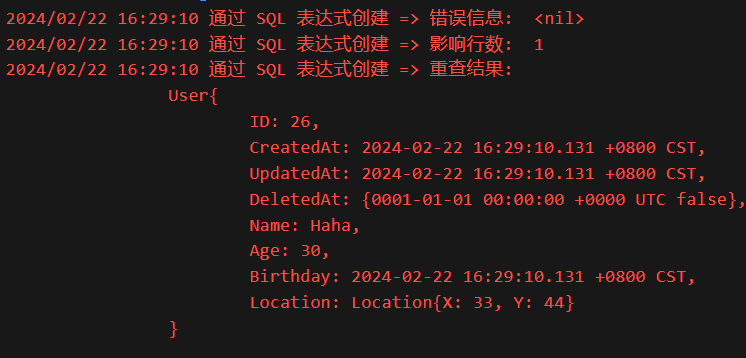 2024/02/22 16:29:10 通过 SQL 表达式创建 => 错误信息:  <nil>
2024/02/22 16:29:10 通过 SQL 表达式创建 => 影响行数:  1
2024/02/22 16:29:10 通过 SQL 表达式创建 => 重查结果:
User{
ID: 26,
CreatedAt: 2024-02-22 16:29:10.131 +0800 CST,
UpdatedAt: 2024-02-22 16:29:10.131 +0800 CST,
DeletedAt: {0001-01-01 00:00:00 +0000 UTC false},
Name: Haha,
Age: 30,
Birthday: 2024-02-22 16:29:10.131 +0800 CST,
Location: Location{X: 33, Y: 44}
}